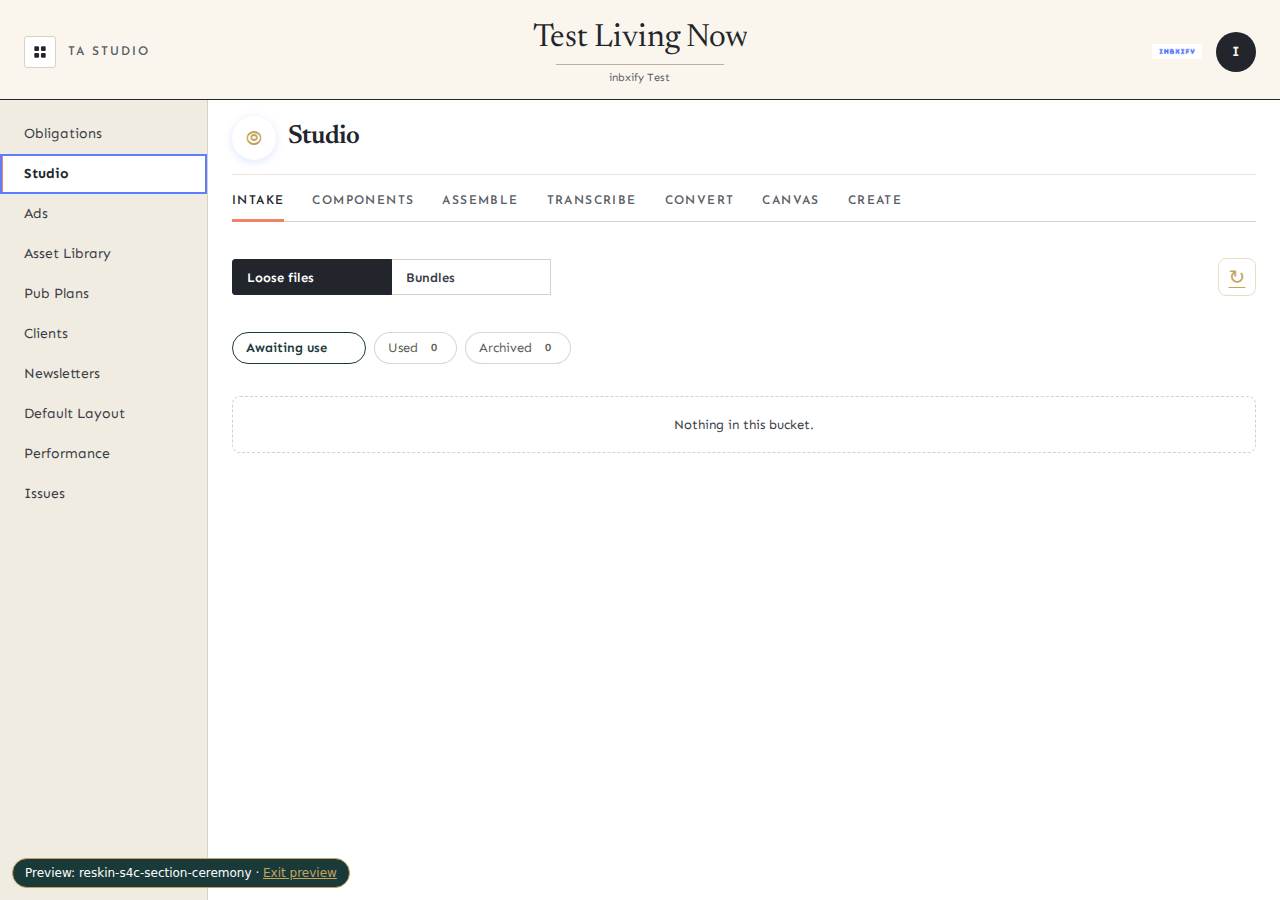 TA STUDIO
Test Living Now
inbxify Test
INBXIFY
I
Obligations
Studio
Ads
Asset Library
Pub Plans
Clients
Newsletters
Default Layout
Performance
Issues
Studio
INTAKE COMPONENTS ASSEMBLE TRANSCRIBE CONVERT CANVAS CREATE
Loose files Bundles
Awaiting use Used 0 Archived 0
Nothing in this bucket.
Preview: reskin-s4c-section-ceremony · Exit preview